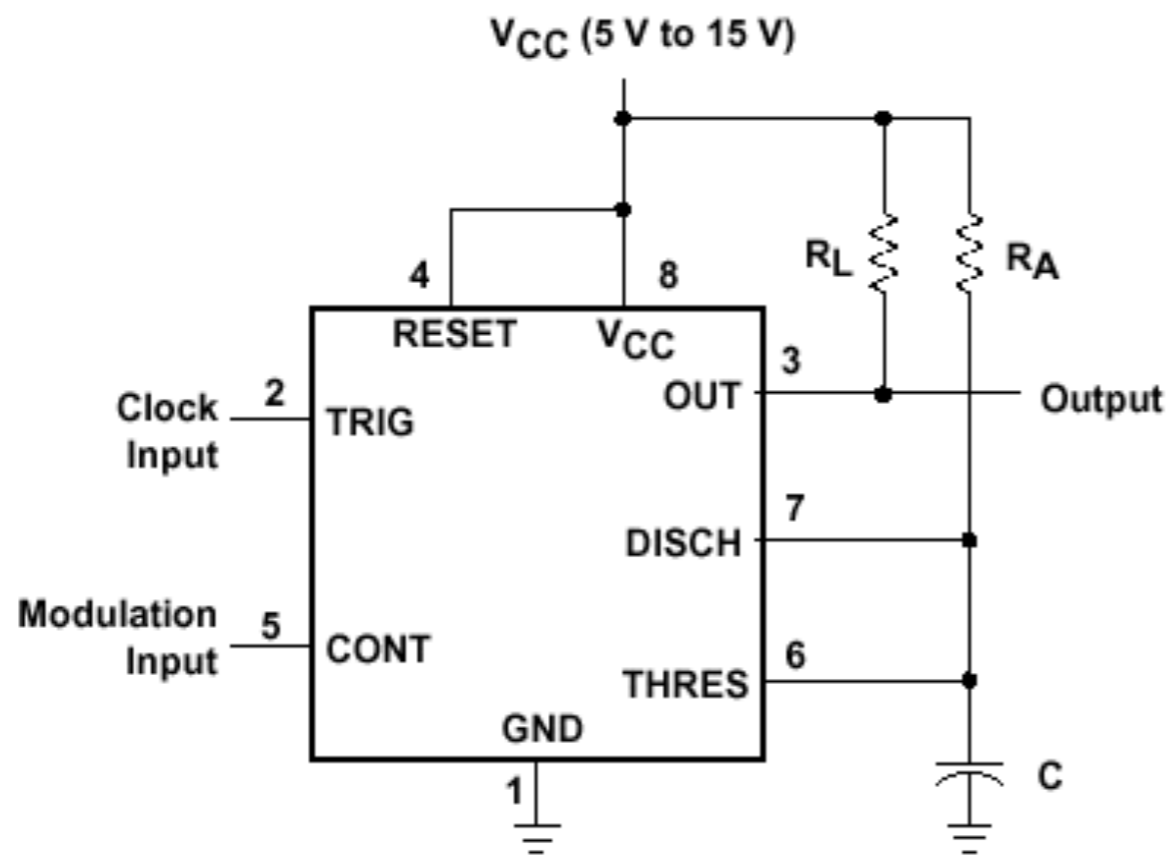 VCC (5 V to 15 V)
RL
RA
4
8
RESET
VCC
3
2
OUT
Output
Clock
Input
TRIG
7
DISCH
Modulation
Input
5
CONT
6
THRES
GND
1
C